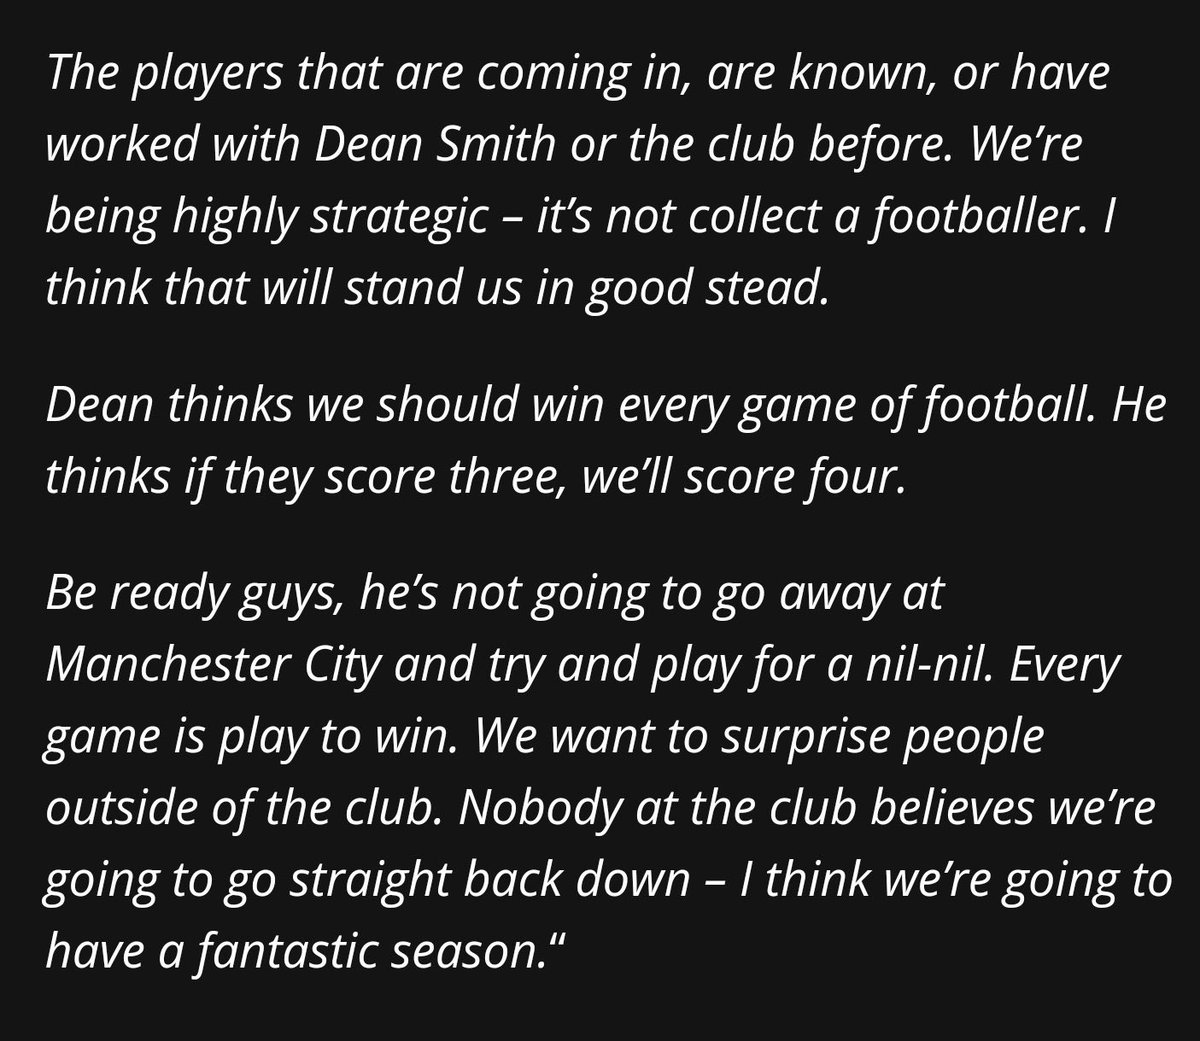 The players that are coming in, are known, or have
worked with Dean Smith or the club before. We’re
being highly strategic – it’s not collect a footballer. I
think that will stand us in good stead.
Dean thinks we should win every game of football. He
thinks if they score three, we’ll score four.
Be ready guys, he’s not going to go away at
Manchester City and try and play for a nil-nil. Every
game is play to win. We want to surprise people
outside of the club. Nobody at the club believes we’re
going to go straight back down – I think we’re going to
have a fantastic season.“